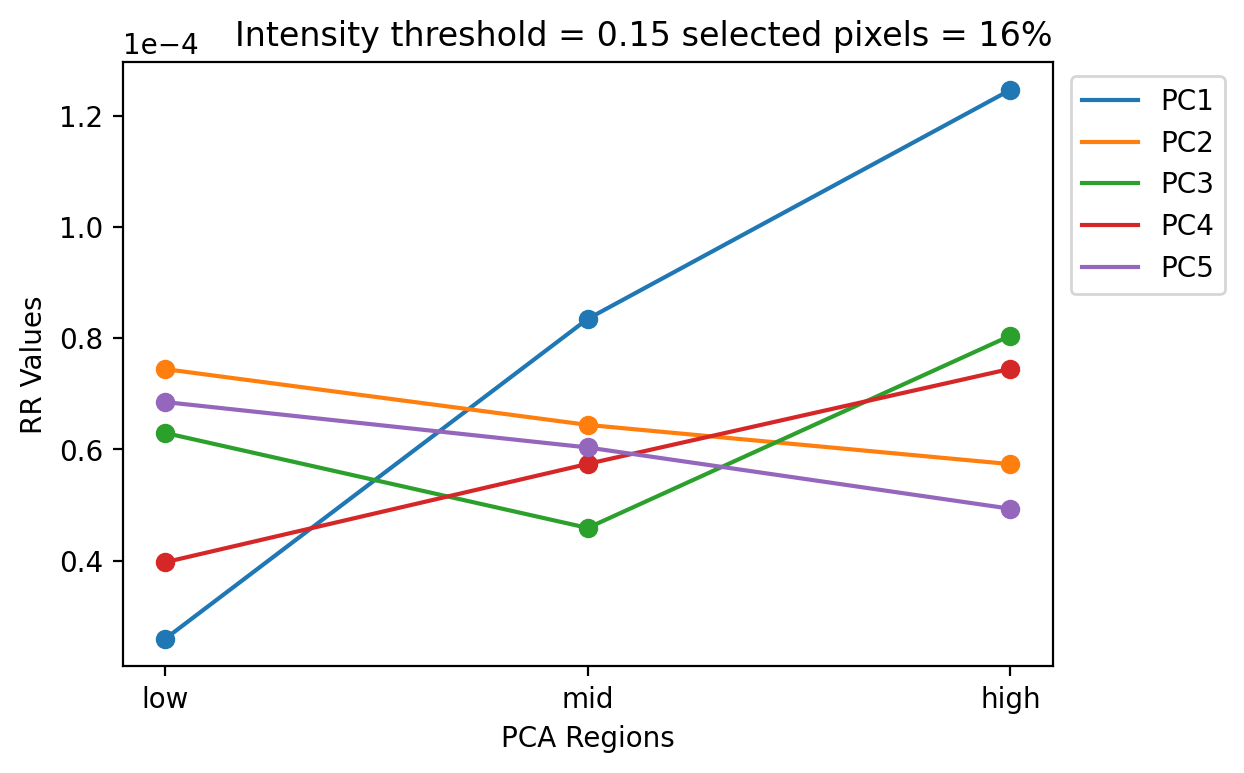 Intensity threshold = 0.15 selected pixels = 16%
1e−4
1.2
1.0
0.8
0.6
0.4
RR Values
low
mid
high
PCA Regions
PC1
PC2
PC3
PC4
PC5